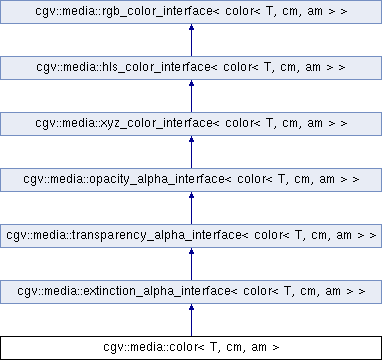 cgv::media::rgb_color_interface< color< T, cm, am > >
cgv::media::hls_color_interface< color< T, cm, am > >
cgv::media::xyz_color_interface< color< T, cm, am > >
cgv::media::opacity_alpha_interface< color< T, cm, am > >
cgv::media::transparency_alpha_interface< color< T, cm, am > >
cgv::media::extinction_alpha_interface< color< T, cm, am > >
cgv::media::color< T, cm, am >